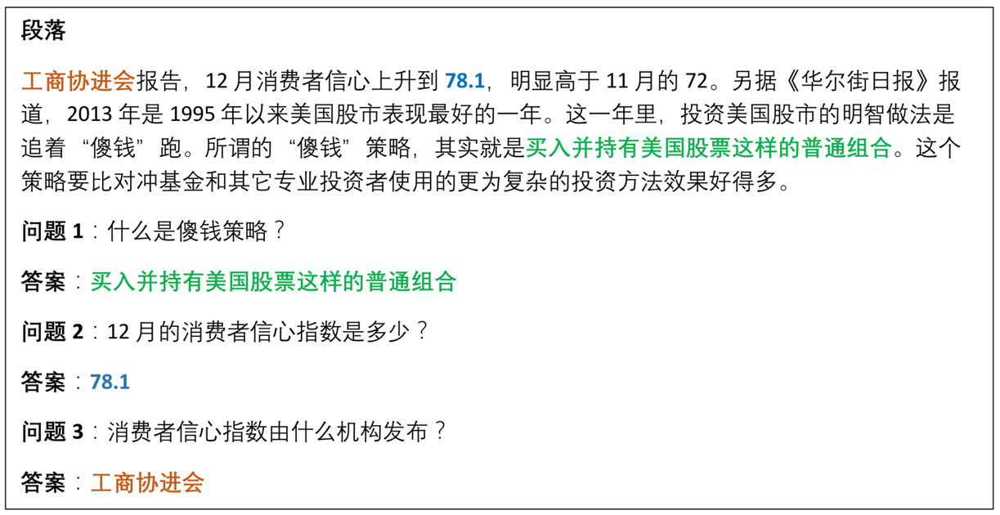 段落
工商协进会报告，12 月消费者信心上升到 78.1，明显高于 11 月的 72。另据《华尔街日报》报
道，2013 年是 1995 年以来美国股市表现最好的一年。这一年里，投资美国股市的明智做法是
追着“傻钱”跑。所谓的“傻钱”策略，其实就是买入并持有美国股票这样的普通组合。这个
策略要比对冲基金和其它专业投资者使用的更为复杂的投资方法效果好得多。
问题 1：什么是傻钱策略？
答案：买入并持有美国股票这样的普通组合
问题 2：12 月的消费者信心指数是多少？
答案：78.1
问题 3：消费者信心指数由什么机构发布？
答案：工商协进会